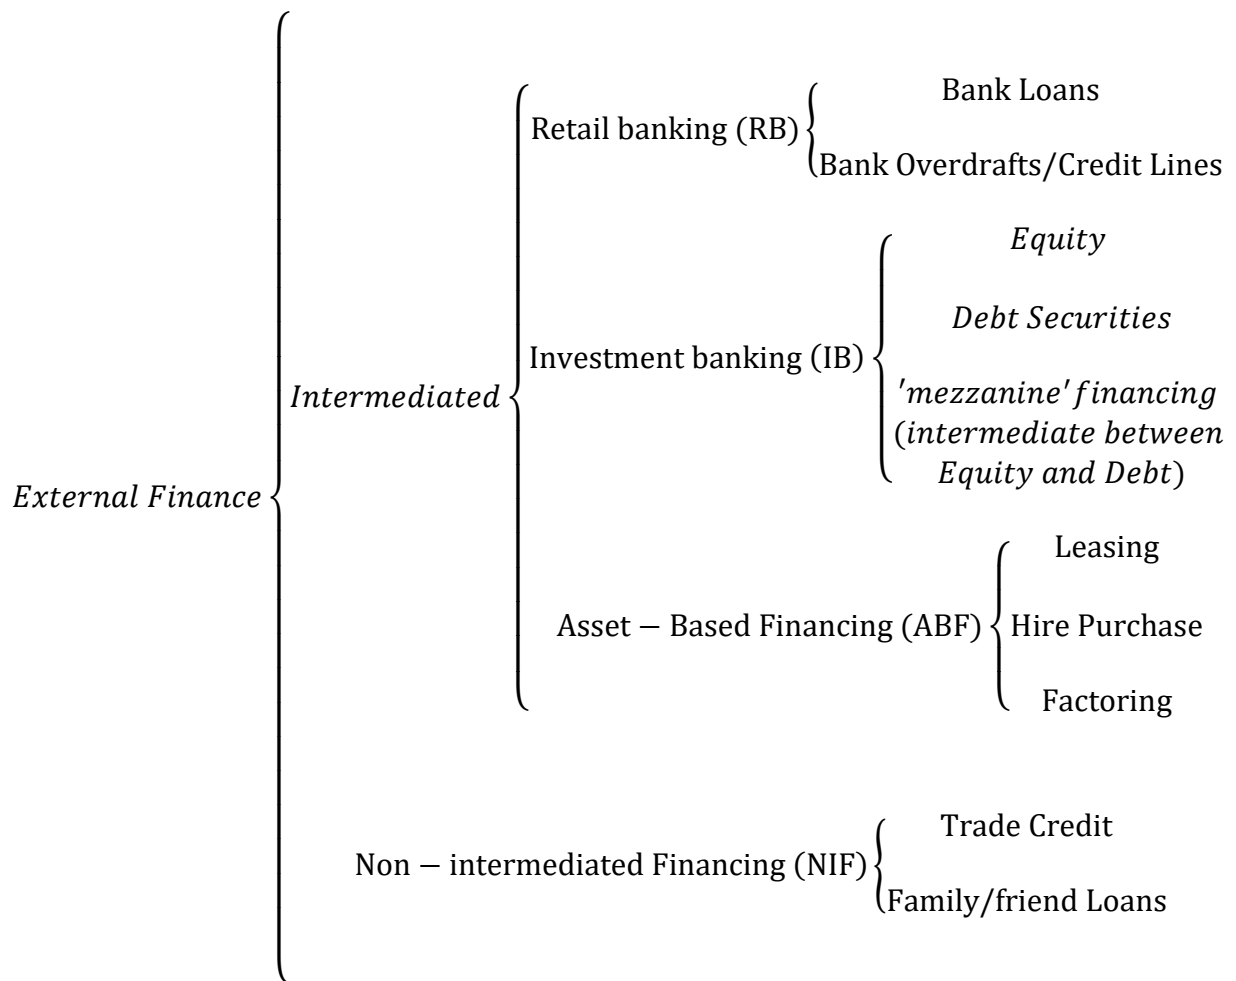 Bank Loans
Retail banking (RB)
Bank Overdrafts/Credit Lines
Equity
Debt Securities
Investment banking (IB)
'mezzanine' financing
(intermediate between
Equity and Debt)
Intermediated
External Finance
Leasing
Asset − Based Financing (ABF)
Hire Purchase
Factoring
Trade Credit
Non − intermediated Financing (NIF)
Family/friend Loans